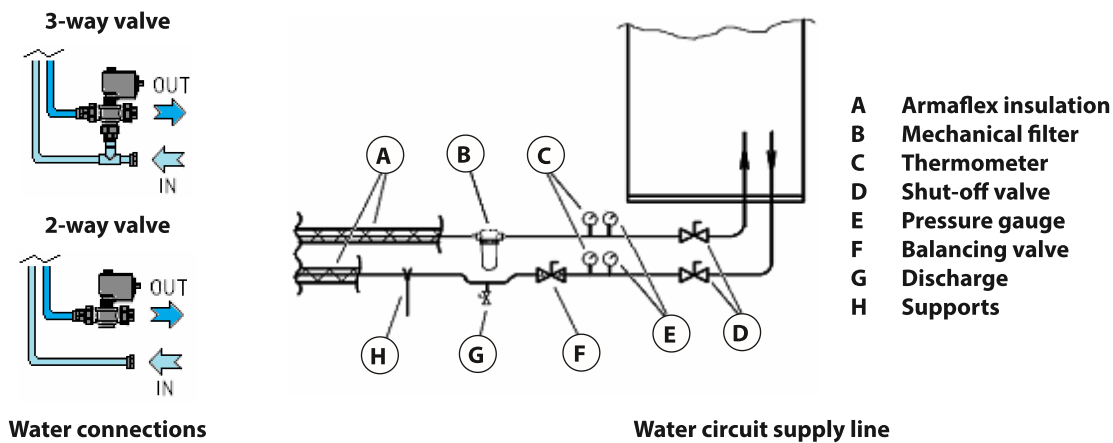 3-way valve
OUT
IN
2-way valve
OUT
IN
Water connections
A
B
C
H
G
F
E
D
A Armaflex insulation
B Mechanical filter
C Thermometer
D Shut-off valve
E Pressure gauge
F Balancing valve
G Discharge
H Supports
Water circuit supply line